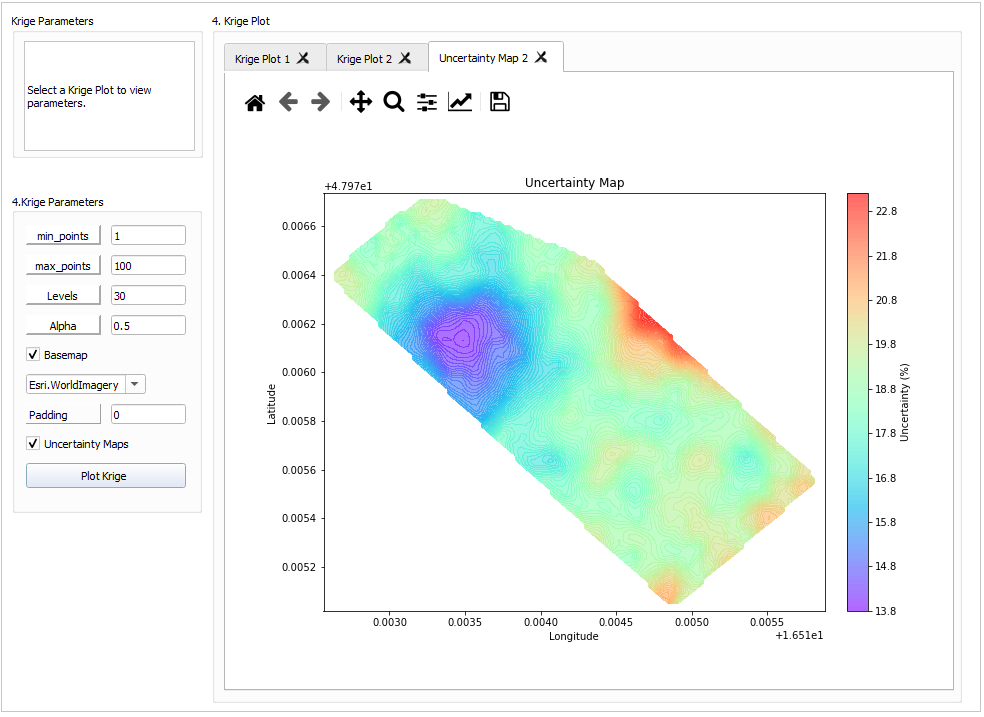 Krige Parameters
Select a Krige Plot to view
parameters.
4.Krige Parameters
min_points 1
max_points 100
Levels 30
Alpha 0.5
Basemap
Esri.WorldImagery
Padding 0
Uncertainty Maps
Plot Krige
4. Krige Plot
Krige Plot 1 Krige Plot 2 Uncertainty Map 2
+4.797e1
Uncertainty Map
0.0066
0.0064
0.0062
0.0060
0.0058
0.0056
0.0054
0.0052
Latitude
0.0030 0.0035 0.0040 0.0045 0.0050 0.0055
Longitude
+1.651e1
22.8
21.8
20.8
19.8
18.8
17.8
16.8
15.8
14.8
13.8
Uncertainty (%)